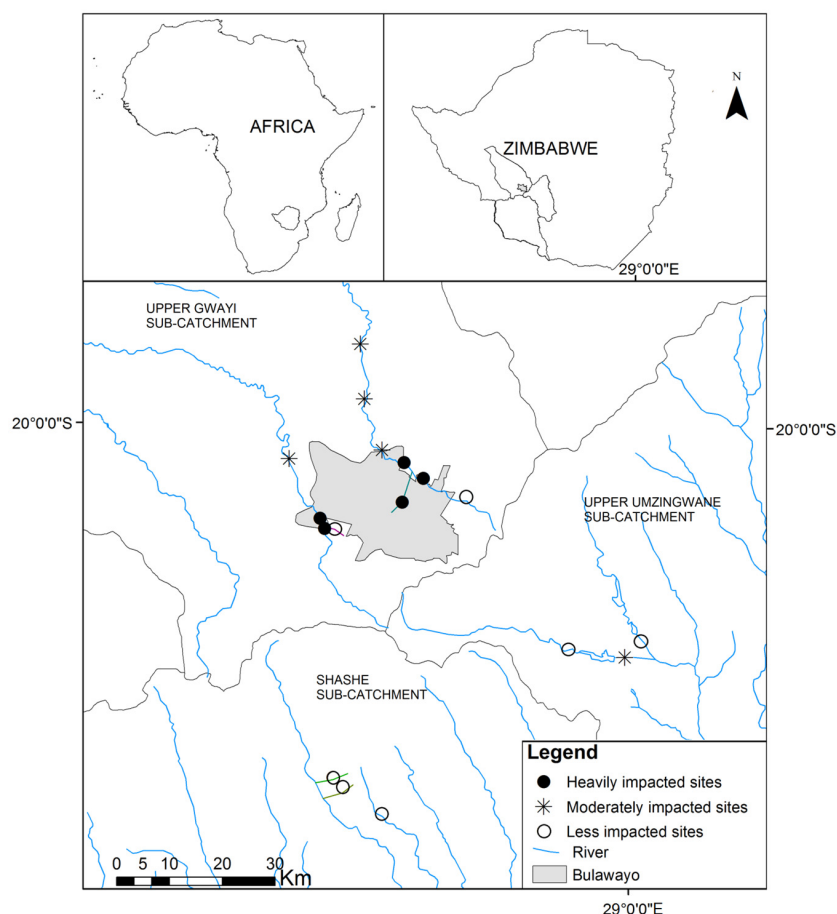 AFRICA
ZIMBABWE
N
29°0'0"E
UPPER GWAYI
SUB-CATCHMENT
20°0'0"S
20°0'0"S
UPPER UMZINGWANE
SUB-CATCHMENT
SHASHE
SUB-CATCHMENT
Legend
Heavily impacted sites
Moderately impacted sites
Less impacted sites
River
Bulawayo
0 5 10 20 30
Km
29°0'0"E